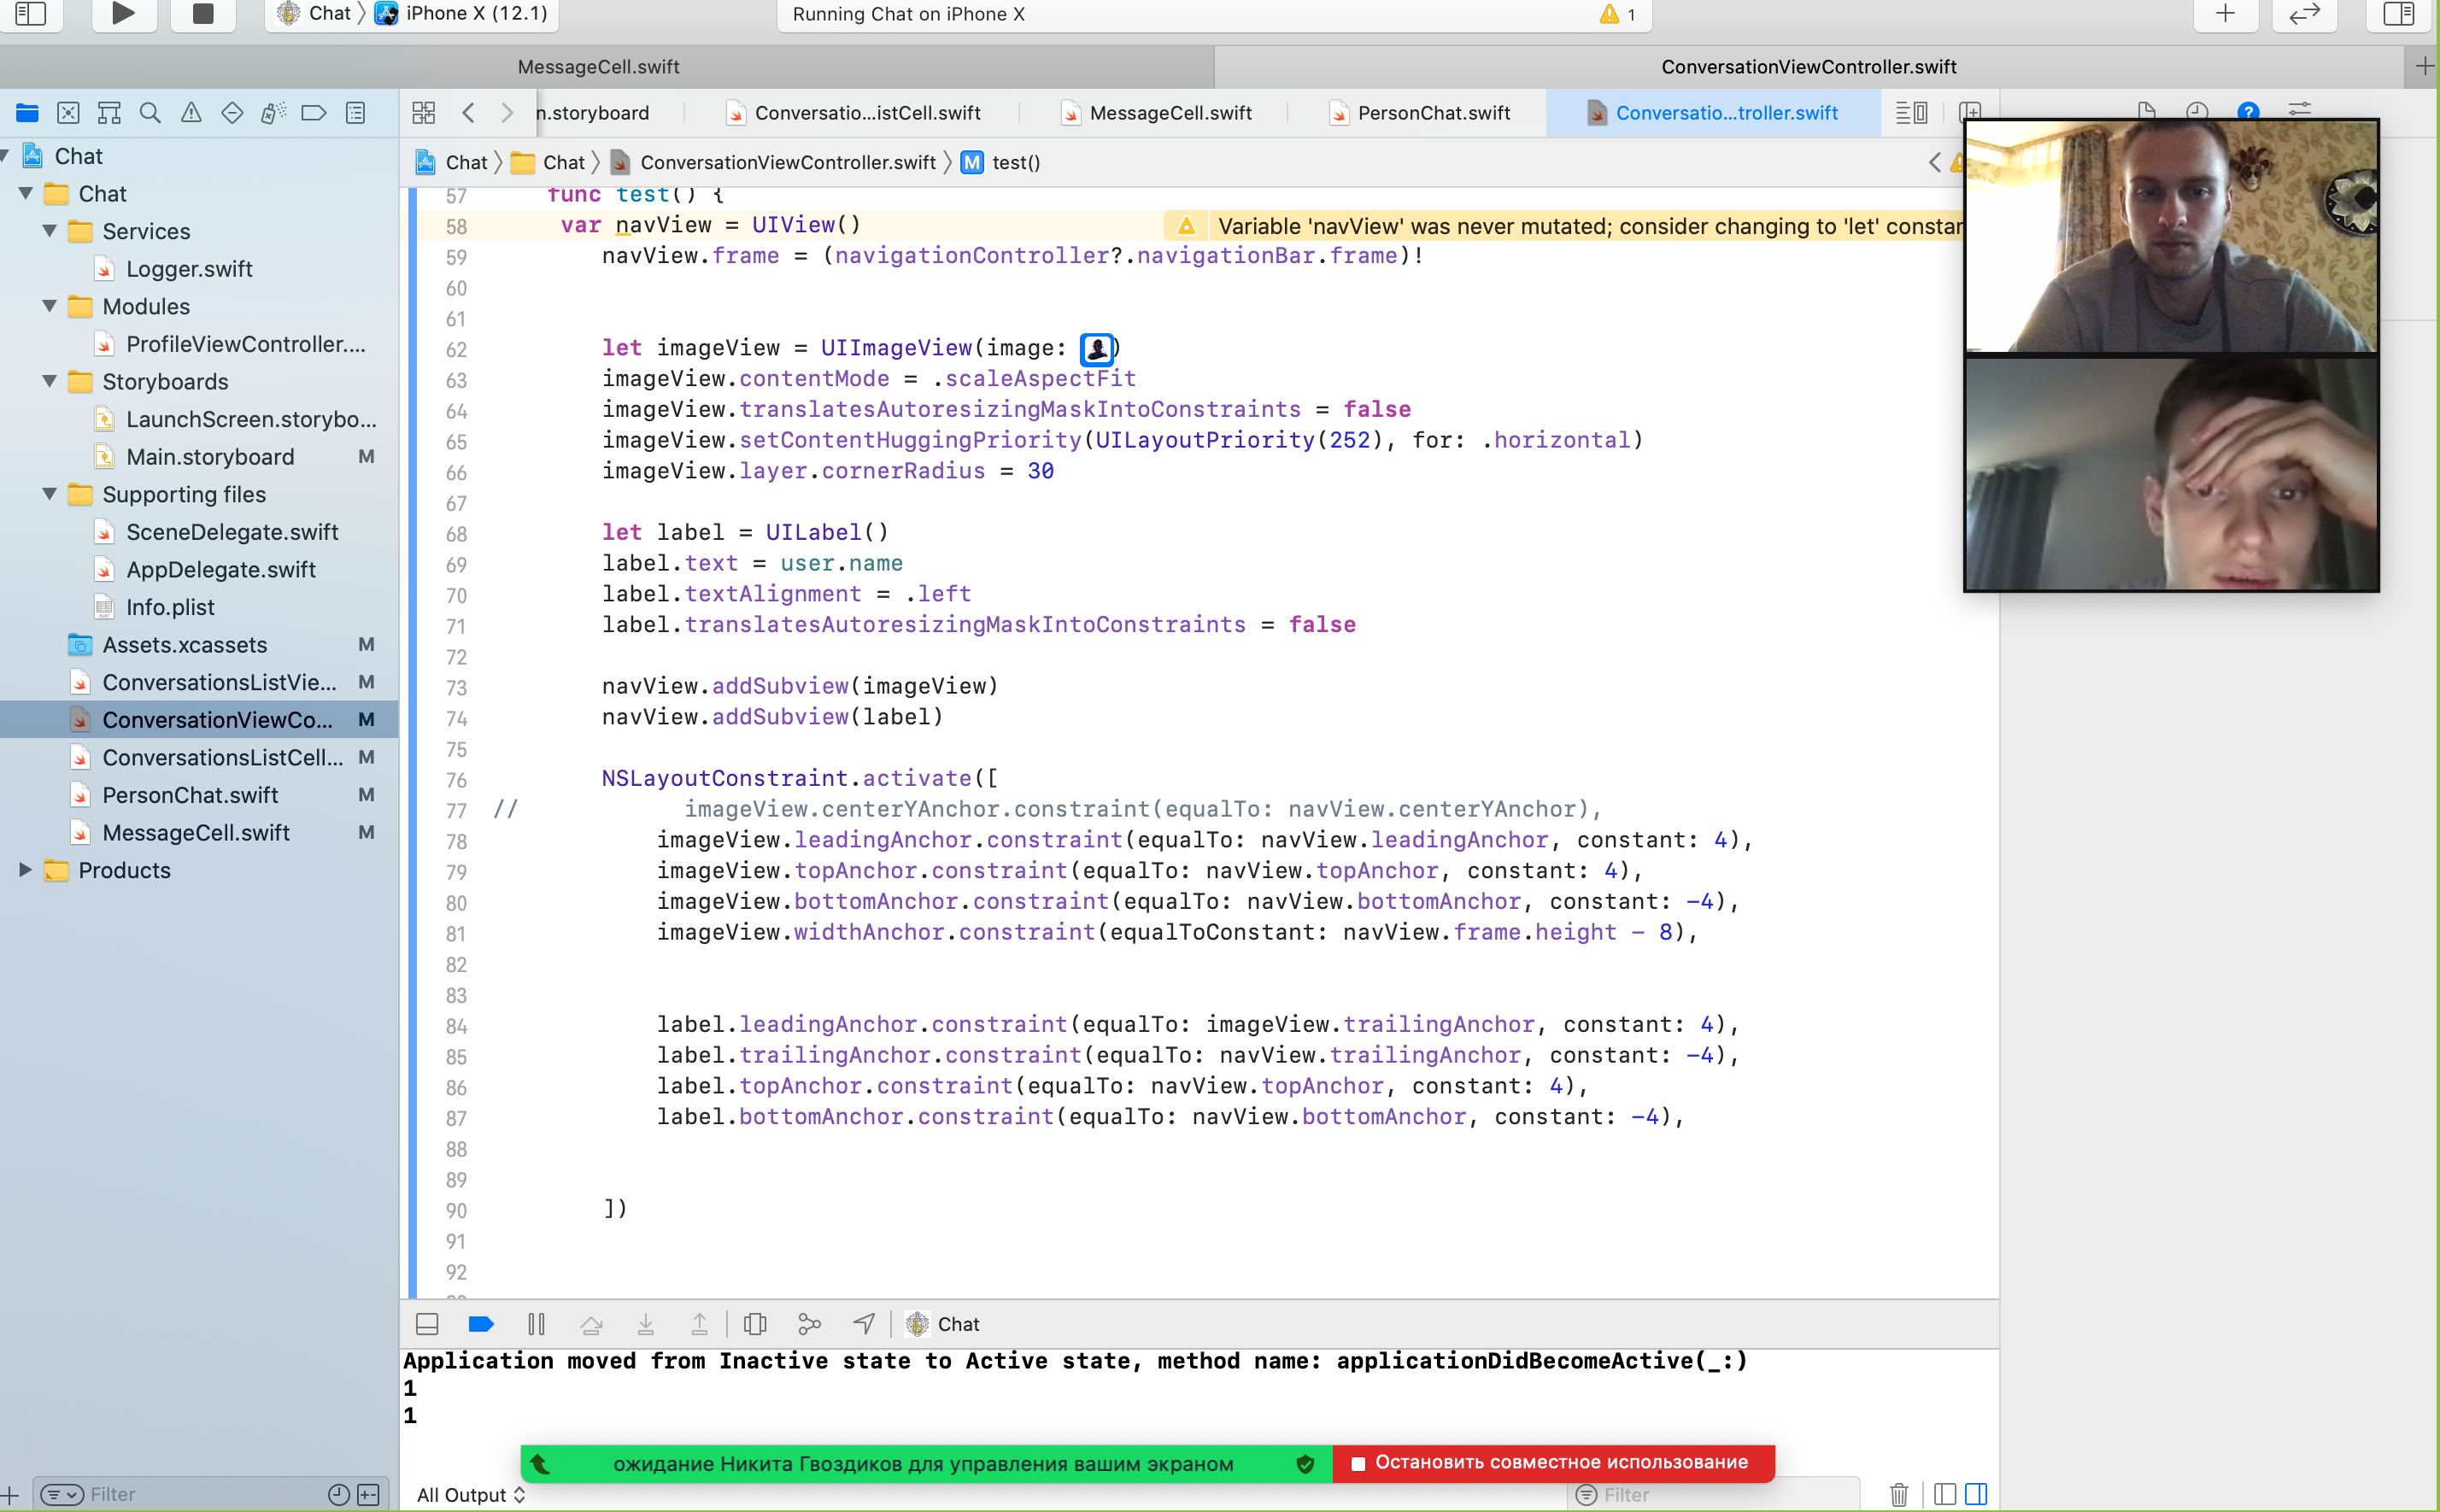 Chat
iPhone X (12.1)
Running Chat on iPhone X
1
MessageCell.swift
ConversationViewController.swift
n.storyboard
Conversatio...istCell.swift
MessageCell.swift
PersonChat.swift
Conversatio...troller.swift
Chat
Chat
ConversationViewController.swift
M
test()
Chat
Chat
Services
Logger.swift
Modules
ProfileViewController....
Storyboards
LaunchScreen.storybo...
Main.storyboard M
Supporting files
SceneDelegate.swift
AppDelegate.swift
Info.plist
Assets.xcassets M
ConversationsListVie... M
ConversationViewCo... M
ConversationsListCell... M
PersonChat.swift M
MessageCell.swift M
Products
Filter
57 func test() {
58 var navView = UIView()
Variable 'navView' was never mutated; consider changing to 'let' constan
59 navView.frame = (navigationController?.navigationBar.frame)!
60
61
62 let imageView = UIImageView(image: )
63 imageView.contentMode = .scaleAspectFit
64 imageView.translatesAutoresizingMaskIntoConstraints = false
65 imageView.setContentHuggingPriority(UILayoutPriority(252), for: .horizontal)
66 imageView.layer.cornerRadius = 30
67
68 let label = UILabel()
69 label.text = user.name
70 label.textAlignment = .left
71 label.translatesAutoresizingMaskIntoConstraints = false
72
73 navView.addSubview(imageView)
74 navView.addSubview(label)
75
76 NSLayoutConstraint.activate([
77 // imageView.centerYAnchor.constraint(equalTo: navView.centerYAnchor),
78 imageView.leadingAnchor.constraint(equalTo: navView.leadingAnchor, constant: 4),
79 imageView.topAnchor.constraint(equalTo: navView.topAnchor, constant: 4),
80 imageView.bottomAnchor.constraint(equalTo: navView.bottomAnchor, constant: -4),
81 imageView.widthAnchor.constraint(equalToConstant: navView.frame.height - 8),
82
83
84 label.leadingAnchor.constraint(equalTo: imageView.trailingAnchor, constant: 4),
85 label.trailingAnchor.constraint(equalTo: navView.trailingAnchor, constant: -4),
86 label.topAnchor.constraint(equalTo: navView.topAnchor, constant: 4),
87 label.bottomAnchor.constraint(equalTo: navView.bottomAnchor, constant: -4),
88
89
90 ])
91
92
Chat
Application moved from Inactive state to Active state, method name: applicationDidBecomeActive(_:)
1
1
ожидание Никита Гвоздиков для управления вашим экраном
Остановить совместное использование
All Output
Filter